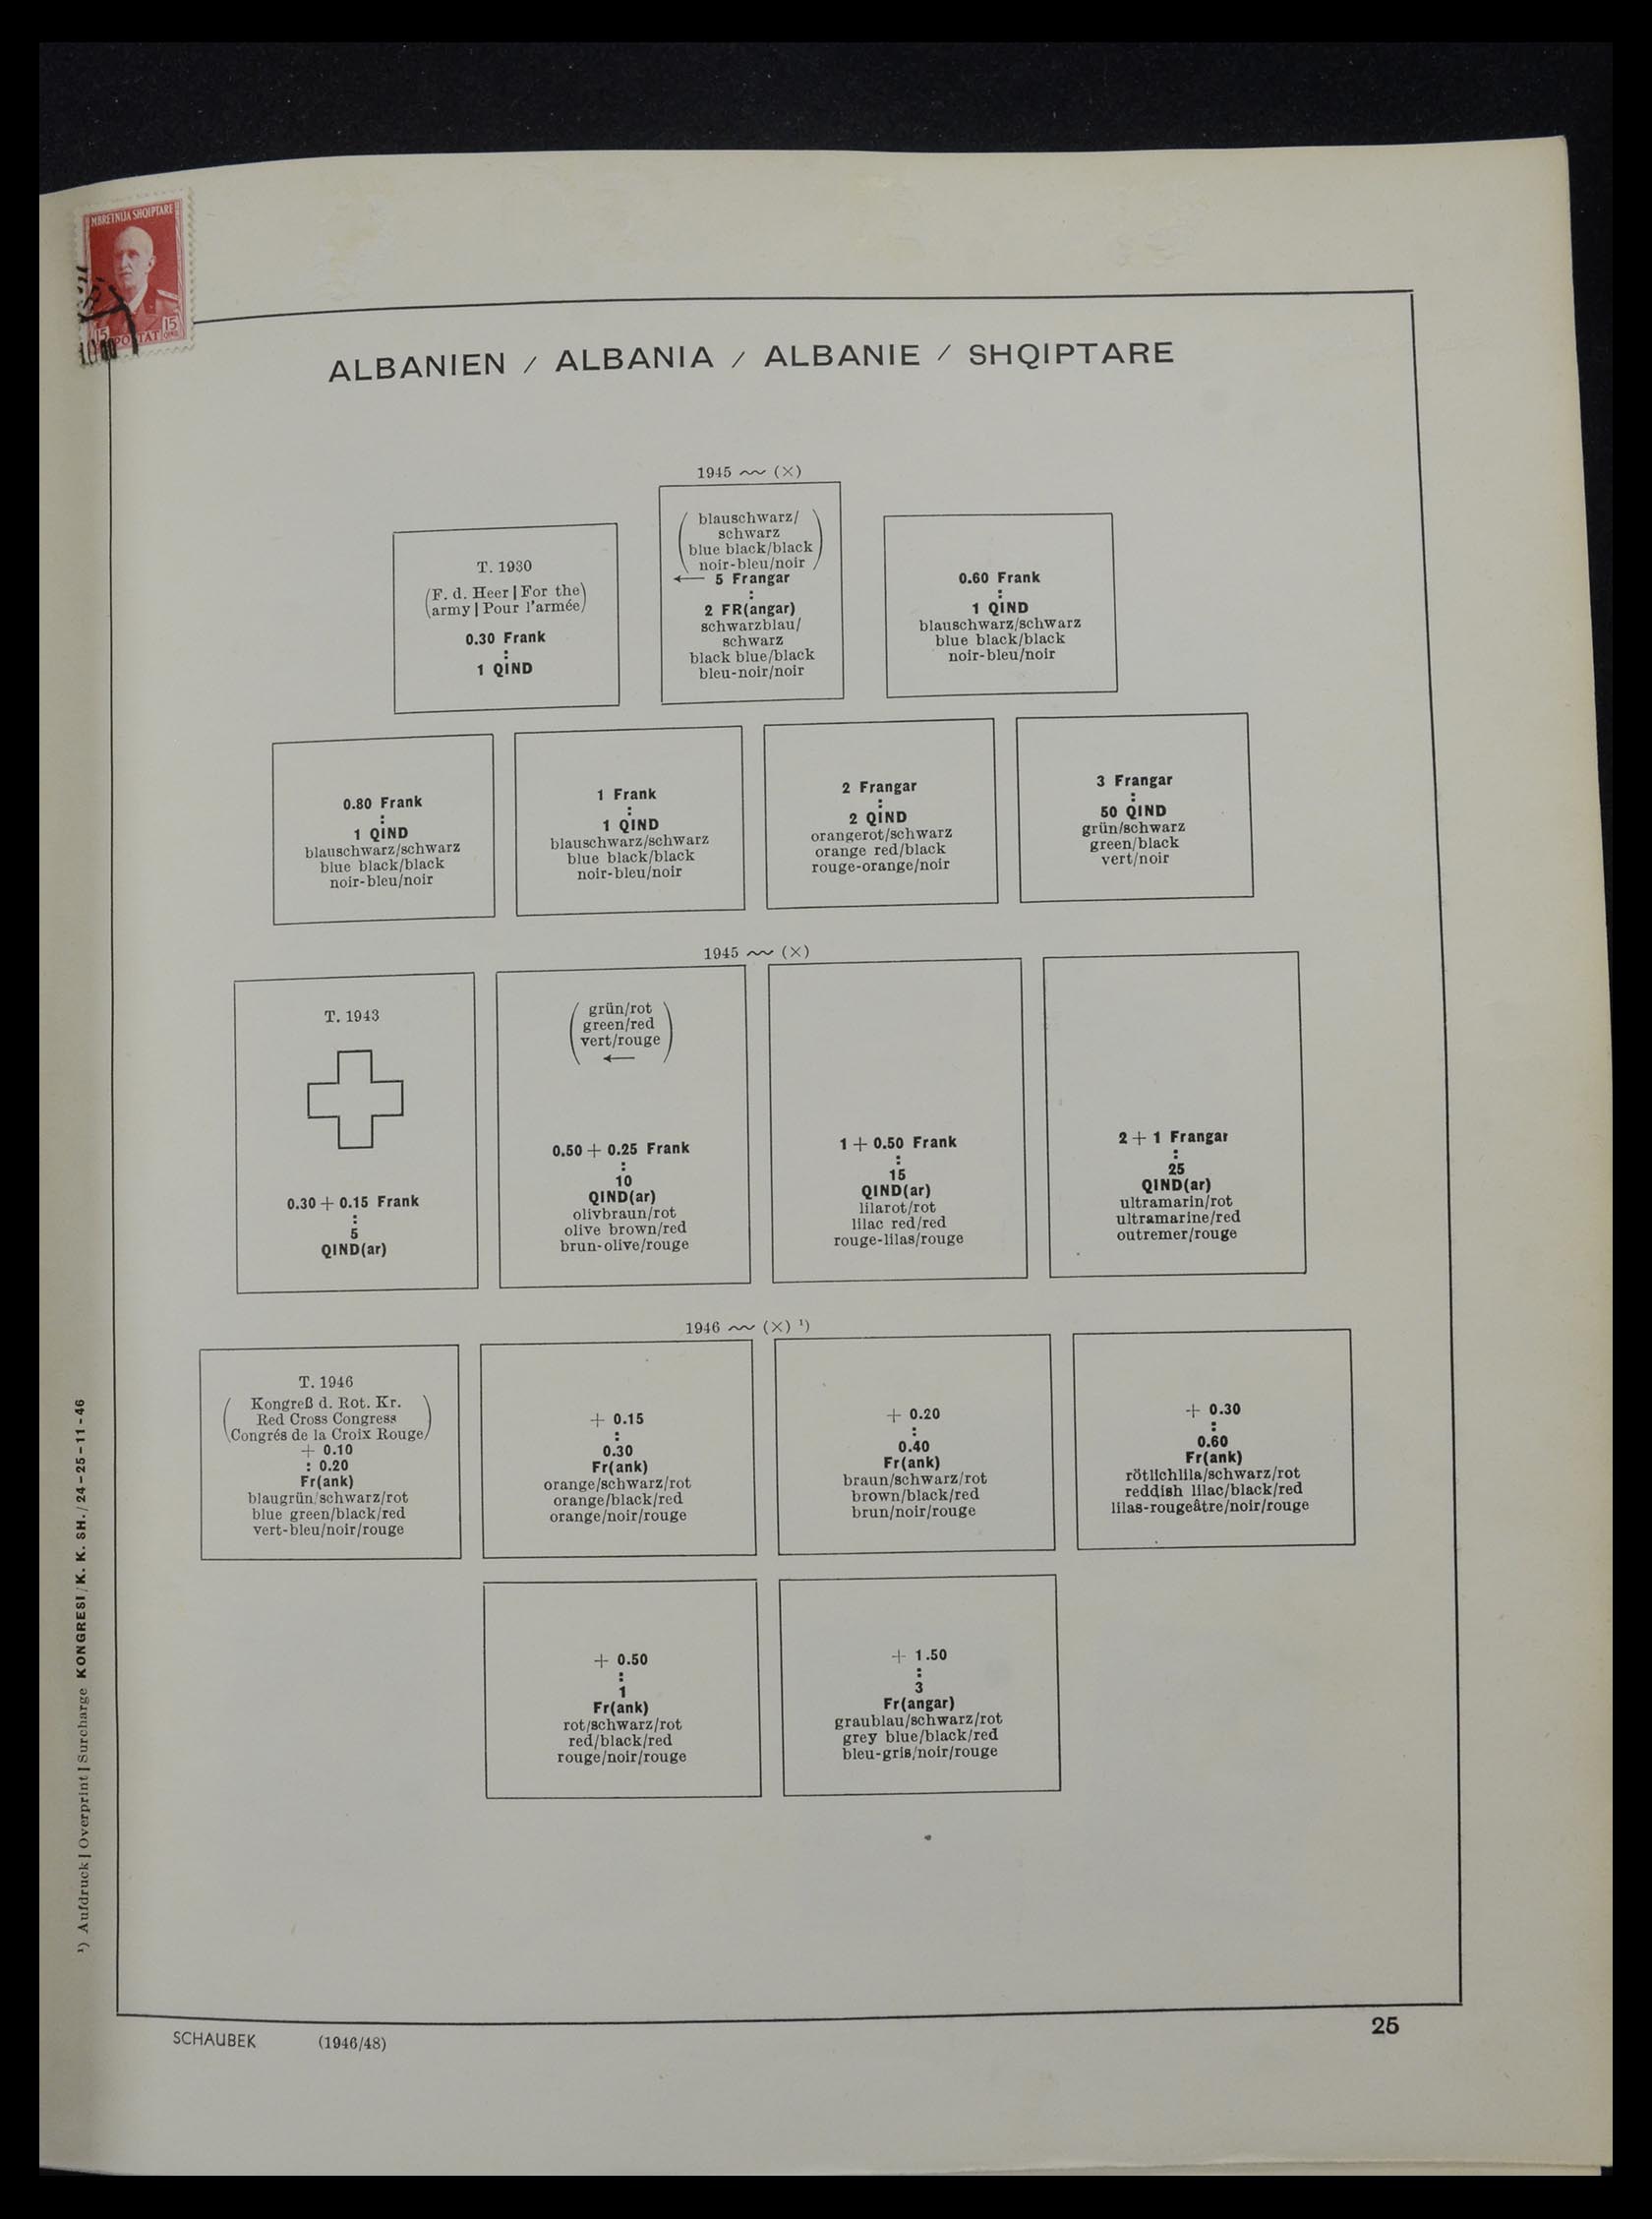 MBRETNIJA SHQIPTARE
15 POSTAT 15
ALBANIEN / ALBANIA / ALBANIE / SHQIPTARE
1945 ~~ (×)
T. 1930
(F. d. Heer | For the
army | Pour l'armée)
0.30 Frank
:
1 QIND
(blauschwarz/
schwarz
blue black/black
noir-bleu/noir)
← 5 Frangar
:
2 FR(angar)
schwarzblau/
schwarz
black blue/black
bleu-noir/noir
0.60 Frank
:
1 QIND
blauschwarz/schwarz
blue black/black
noir-bleu/noir
0.80 Frank
:
1 QIND
blauschwarz/schwarz
blue black/black
noir-bleu/noir
1 Frank
:
1 QIND
blauschwarz/schwarz
blue black/black
noir-bleu/noir
2 Frangar
:
2 QIND
orangerot/schwarz
orange red/black
rouge-orange/noir
3 Frangar
:
50 QIND
grün/schwarz
green/black
vert/noir
1945 ~~ (×)
T. 1943
0.30 + 0.15 Frank
:
5
QIND(ar)
(grün/rot
green/red
vert/rouge
←)
0.50 + 0.25 Frank
:
10
QIND(ar)
olivbraun/rot
olive brown/red
brun-olive/rouge
1 + 0.50 Frank
:
15
QIND(ar)
lilarot/rot
lilac red/red
rouge-lilas/rouge
2 + 1 Frangar
:
25
QIND(ar)
ultramarin/rot
ultramarine/red
outremer/rouge
1946 ~~ (×) ¹)
T. 1946
(Kongreß d. Rot. Kr.
Red Cross Congress
Congrés de la Croix Rouge)
+ 0.10
: 0.20
Fr(ank)
blaugrün/schwarz/rot
blue green/black/red
vert-bleu/noir/rouge
+ 0.15
:
0.30
Fr(ank)
orange/schwarz/rot
orange/black/red
orange/noir/rouge
+ 0.20
:
0.40
Fr(ank)
braun/schwarz/rot
brown/black/red
brun/noir/rouge
+ 0.30
:
0.60
Fr(ank)
rötlichlila/schwarz/rot
reddish lilac/black/red
lilas-rougeâtre/noir/rouge
+ 0.50
:
1
Fr(ank)
rot/schwarz/rot
red/black/red
rouge/noir/rouge
+ 1.50
:
3
Fr(angar)
graublau/schwarz/rot
grey blue/black/red
bleu-gris/noir/rouge
¹) Aufdruck | Overprint | Surcharge KONGRESI / K. K. SH. / 24-25-11-46
SCHAUBEK (1946/48)
25